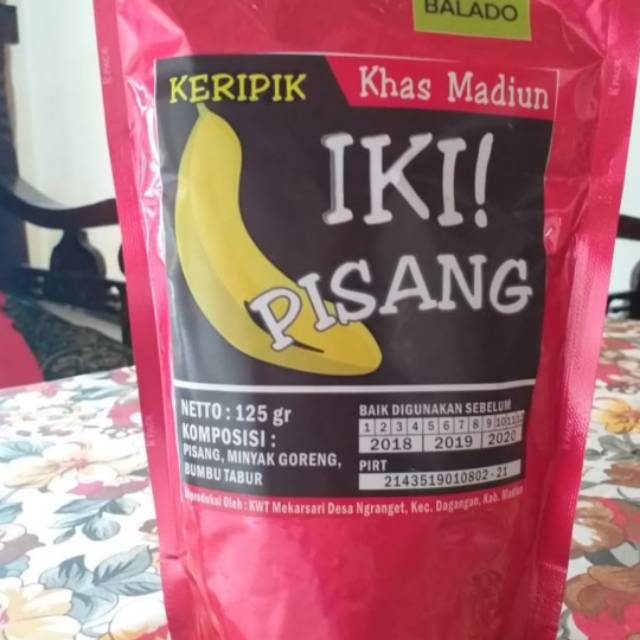 BALADO
KERIPIK
Khas Madiun
IKI!
PISANG
NETTO : 125 gr
KOMPOSISI :
PISANG, MINYAK GORENG,
BUMBU TABUR
BAIK DIGUNAKAN SEBELUM
1 2 3 4 5 6 7 8 9 10 11 12
2018 2019 2020
PIRT
2143519010802 - 21
Diproduksi Oleh : KWT Mekarsari Desa Ngranget, Kec. Dagangan, Kab. Madiun